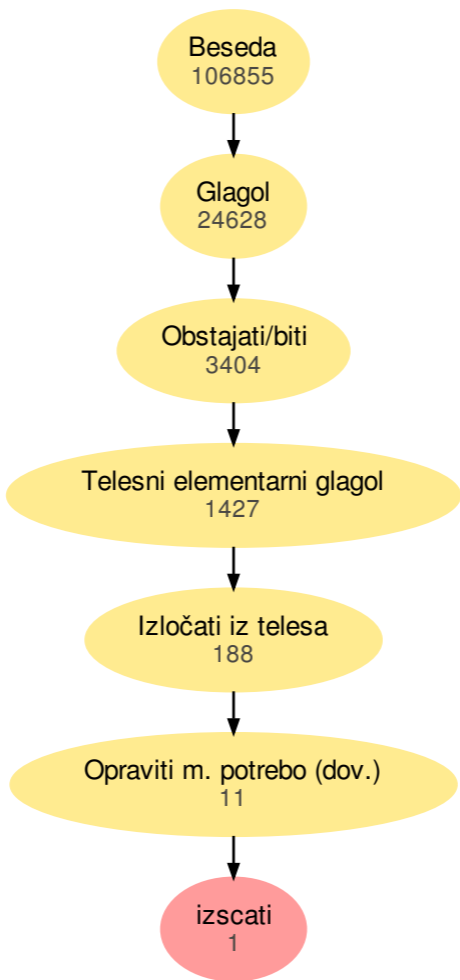 Beseda
106855
Glagol
24628
Obstajati/biti
3404
Telesni elementarni glagol
1427
Izločati iz telesa
188
Opraviti m. potrebo (dov.)
11
izscati
1